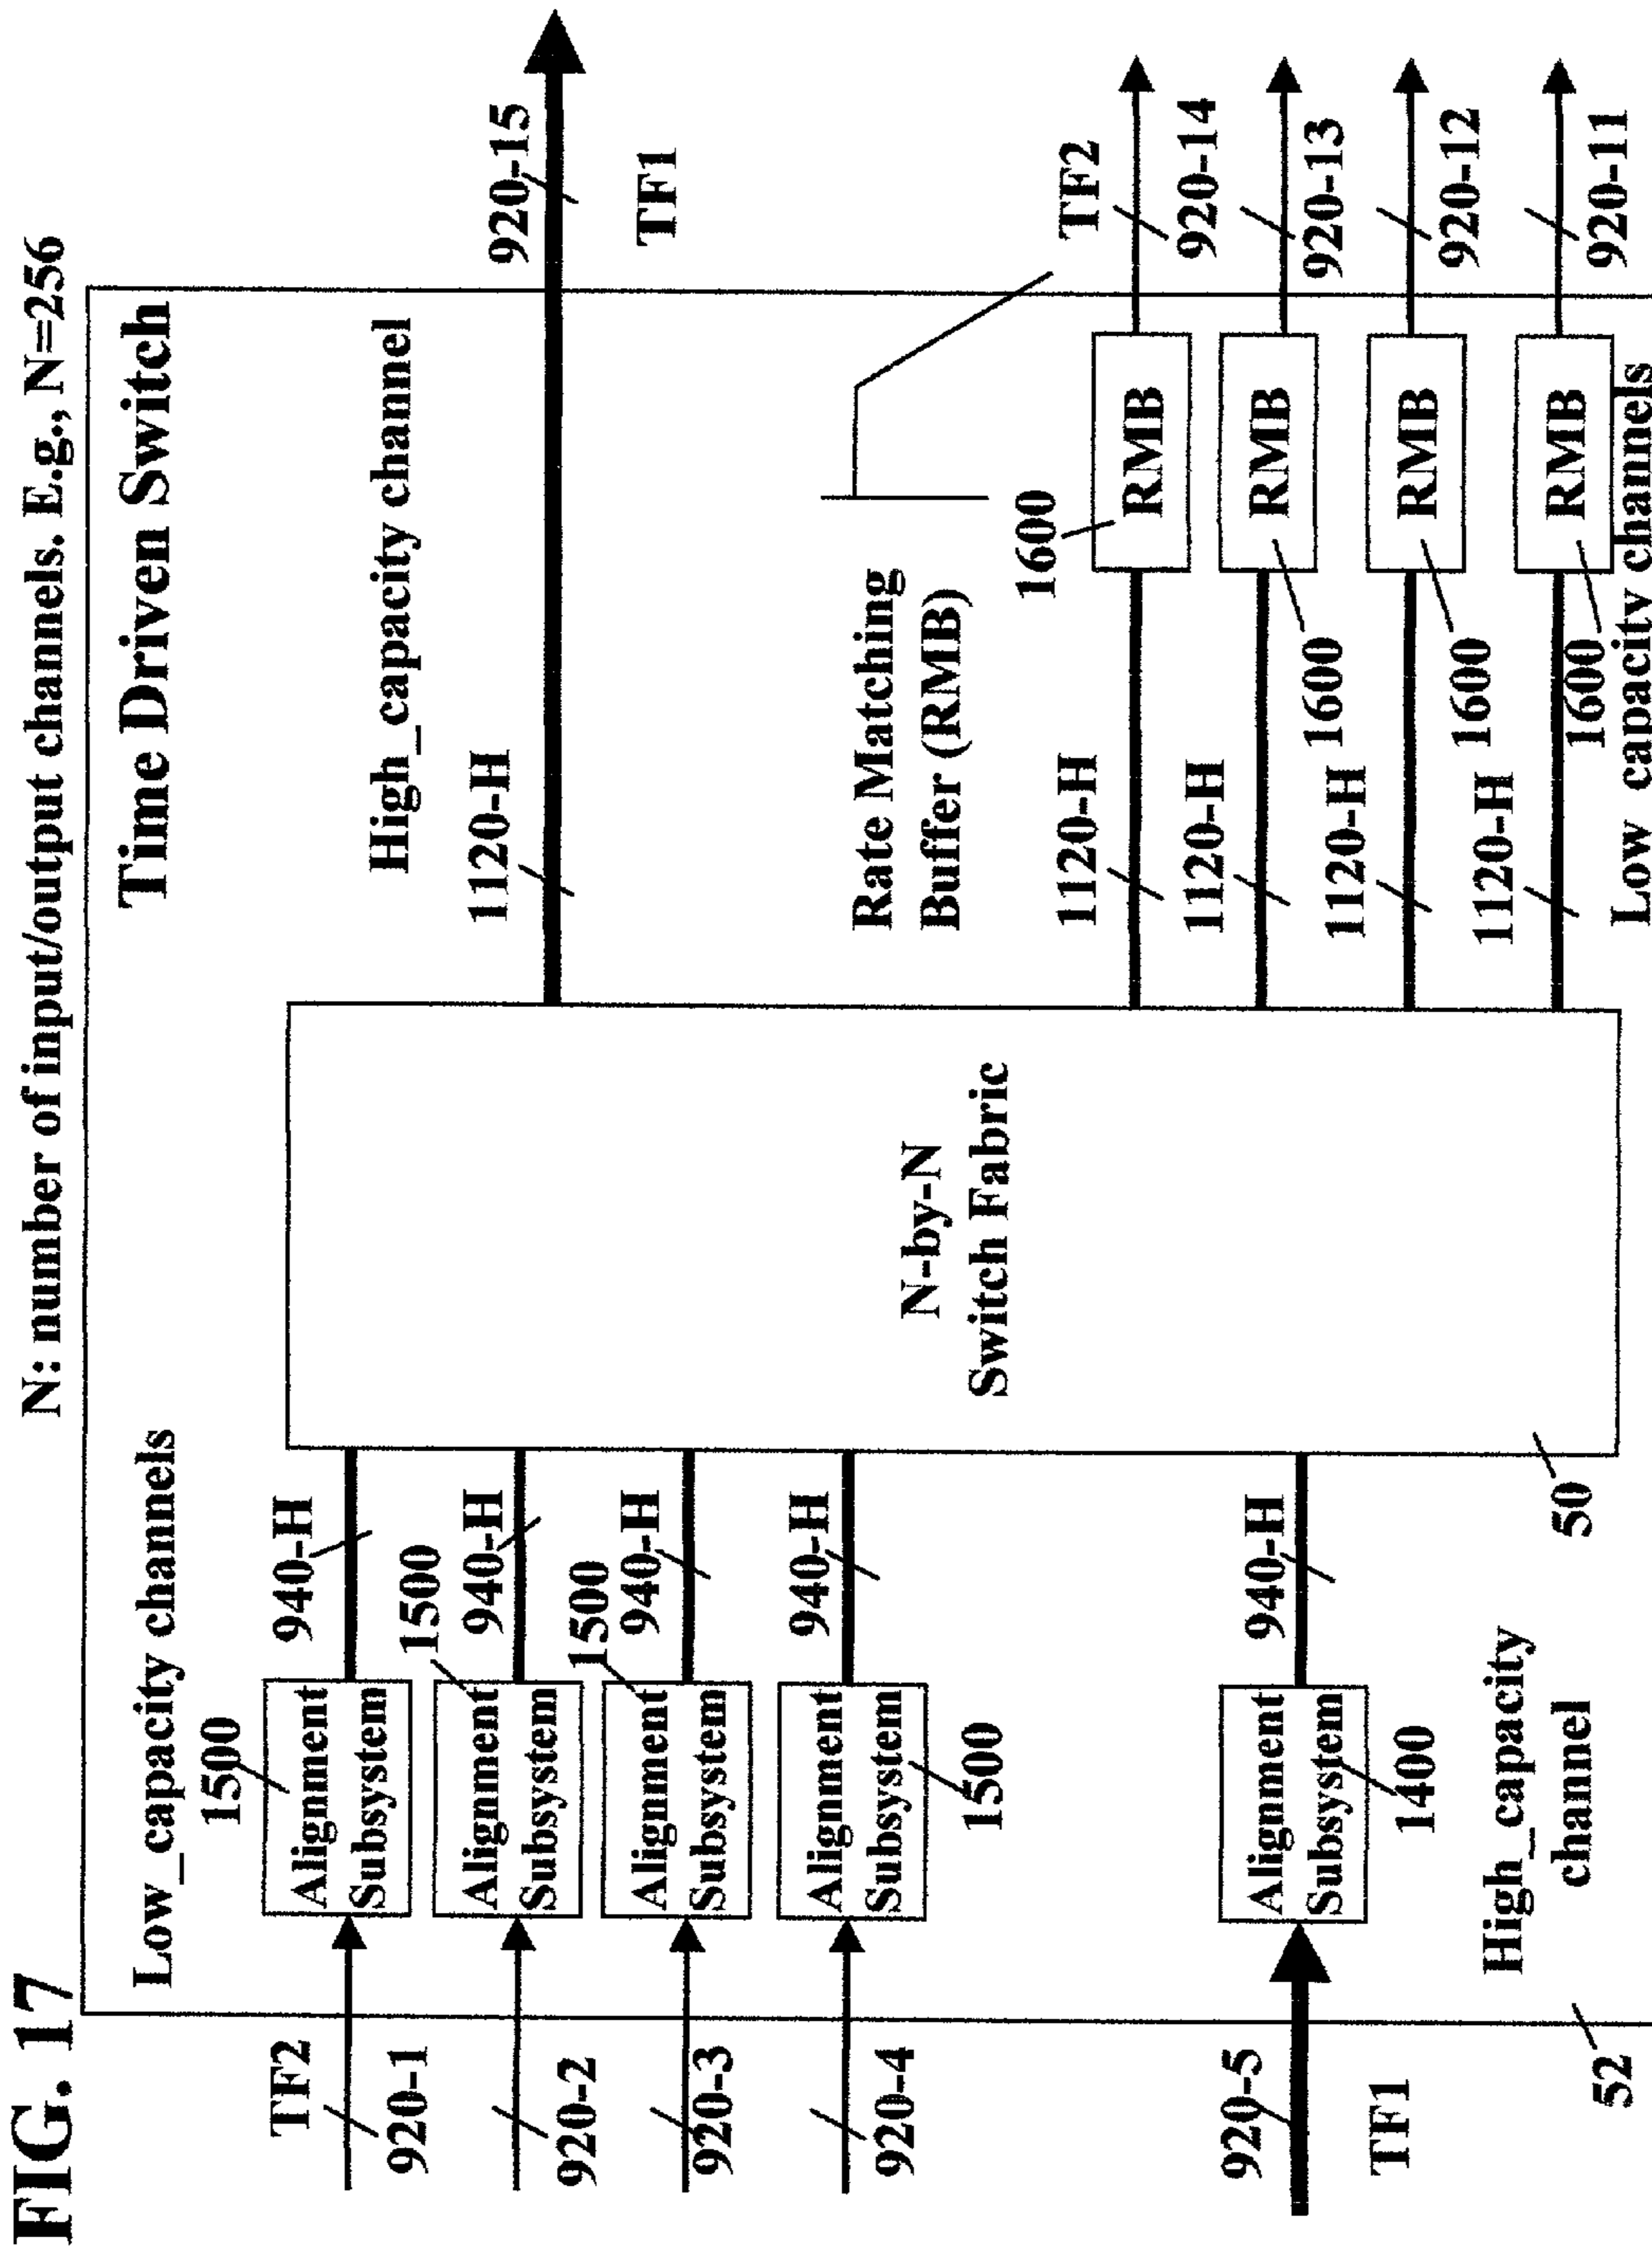 FIG. 17
N: number of input/output channels. E.g., N=256
Time Driven Switch
Low_capacity channels
High_capacity channel
TF2
920-1
920-2
920-3
920-4
920-5
TF1
52
1500
Alignment
Subsystem
1500
Alignment
Subsystem
1500
Alignment
Subsystem
1500
Alignment
Subsystem
1400
Alignment
Subsystem
High_capacity
channel
940-H
940-H
940-H
940-H
940-H
N-by-N
Switch Fabric
50
1120-H
920-15
TF1
Rate Matching
Buffer (RMB)
1120-H
1120-H
1120-H
1120-H
1600
RMB
1600
RMB
1600
RMB
1600
RMB
TF2
920-14
920-13
920-12
920-11
Low capacity channels